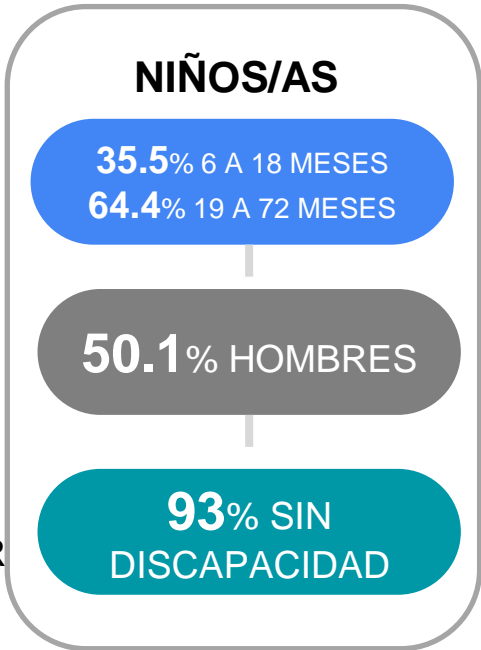 NIÑOS/AS
35.5% 6 A 18 MESES
64.4% 19 A 72 MESES
50.1% HOMBRES
93% SIN
DISCAPACIDAD
R